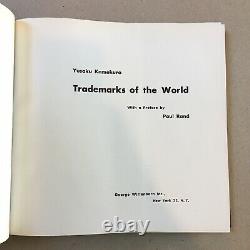 Yusaku Kamekura
Trademarks of the World
With a Preface by
Paul Rand
George Wittenborn Inc.,
New York 21, N.Y.